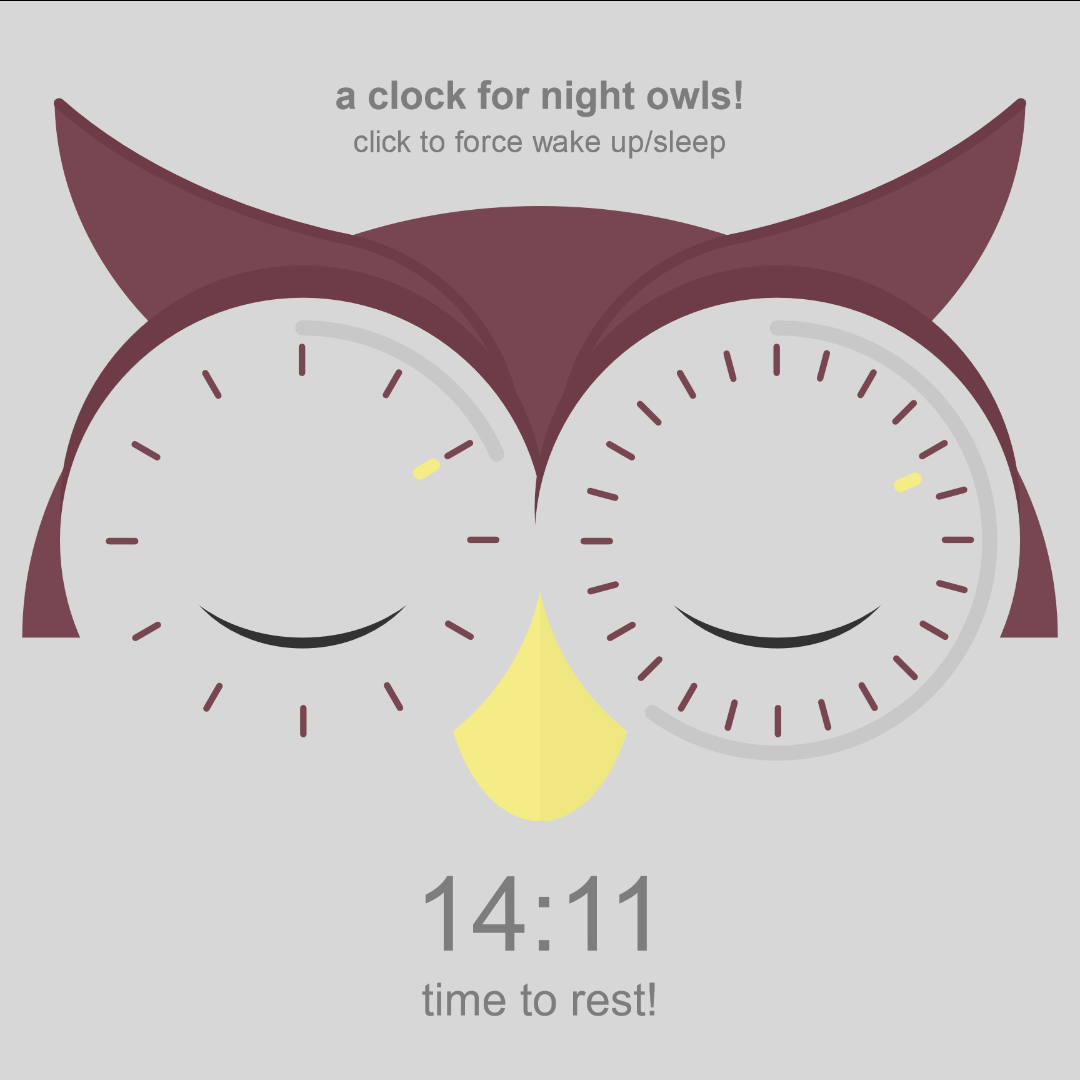 a clock for night owls!
click to force wake up/sleep
14:11
time to rest!